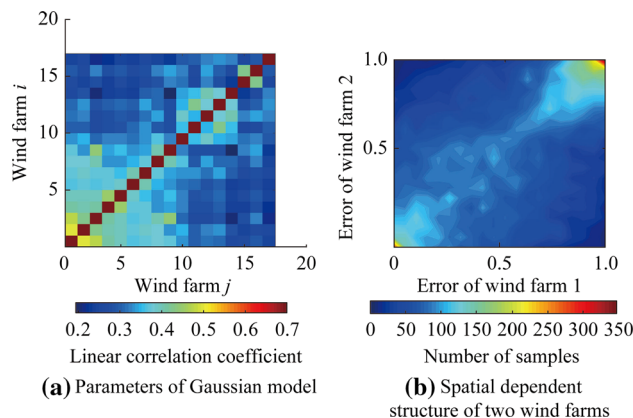 20
15
10
5
0
5
10
15
20
Wind farm i
Wind farm j
0.2 0.3 0.4 0.5 0.6 0.7
Linear correlation coefficient
(a) Parameters of Gaussian model
1.0
0.5
0
0.5
1.0
Error of wind farm 2
Error of wind farm 1
0 50 100 150 200 250 300 350
Number of samples
(b) Spatial dependent
structure of two wind farms